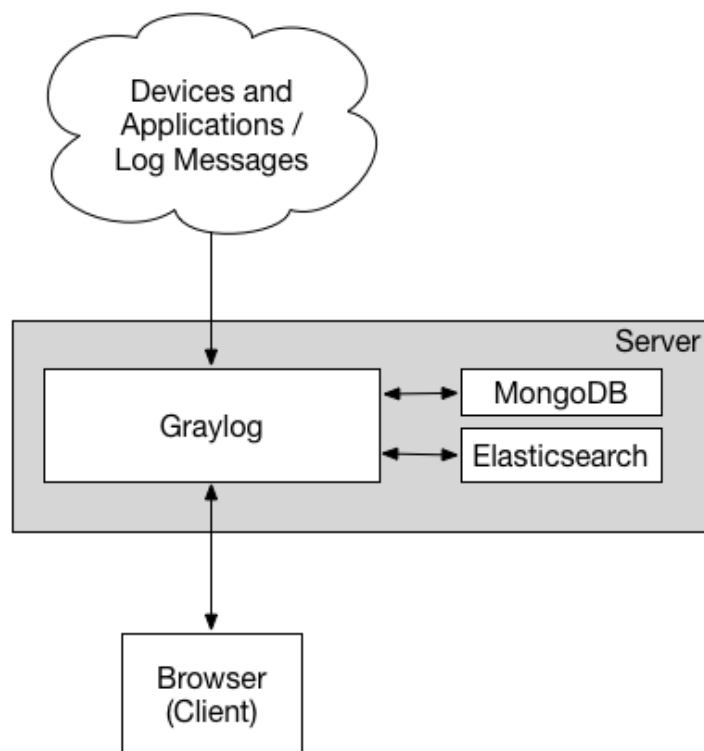 Devices and
Applications /
Log Messages
Server
MongoDB
Graylog
Elasticsearch
Browser
(Client)